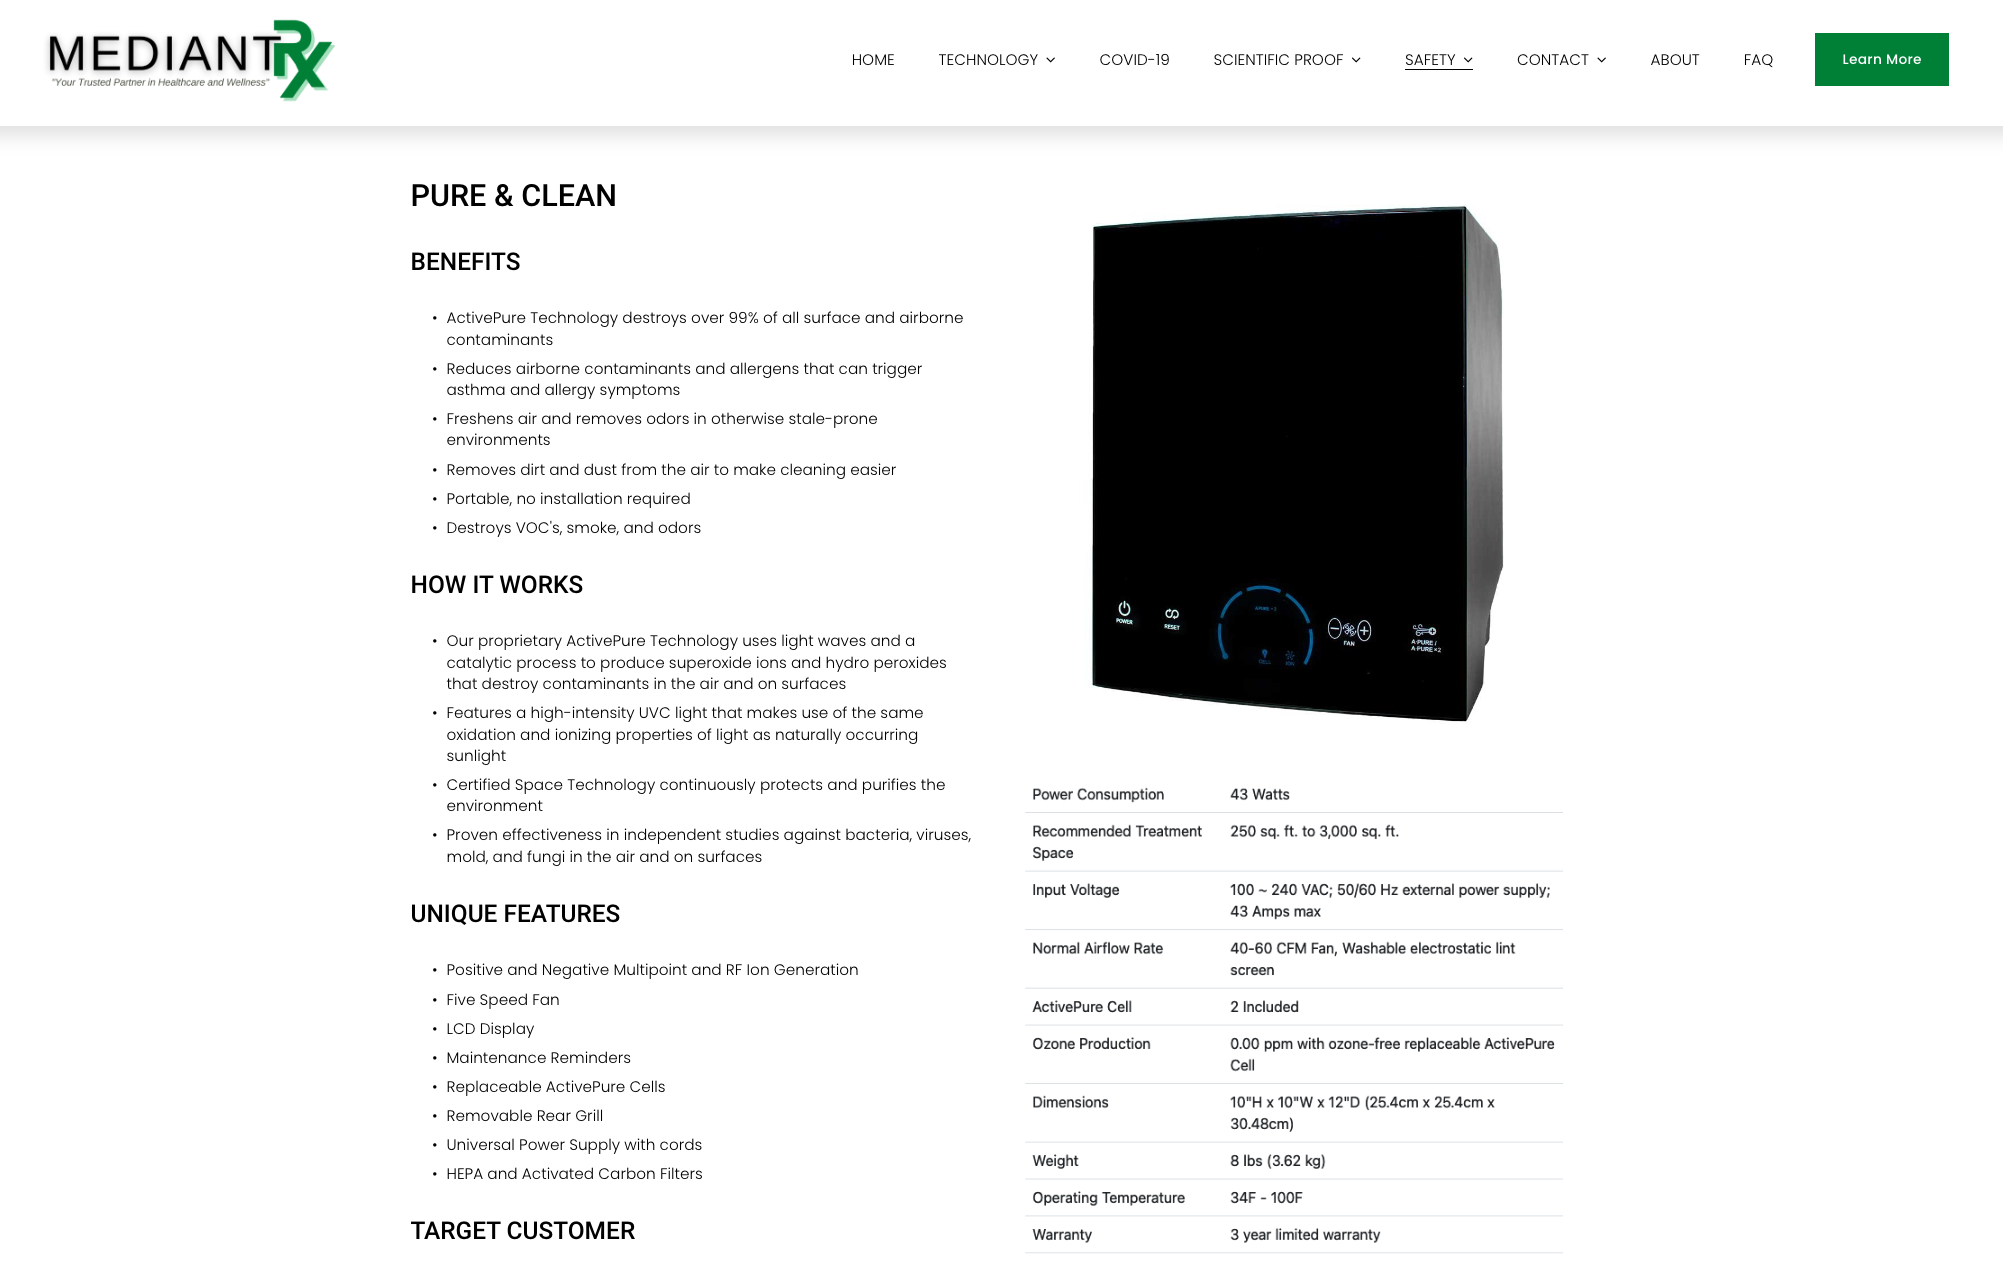 MEDIANTRX
"Your Trusted Partner in Healthcare and Wellness"
HOME
TECHNOLOGY
COVID-19
SCIENTIFIC PROOF
SAFETY
CONTACT
ABOUT
FAQ
Learn More
PURE & CLEAN
BENEFITS
• ActivePure Technology destroys over 99% of all surface and airborne
contaminants
• Reduces airborne contaminants and allergens that can trigger
asthma and allergy symptoms
• Freshens air and removes odors in otherwise stale-prone
environments
• Removes dirt and dust from the air to make cleaning easier
• Portable, no installation required
• Destroys VOC's, smoke, and odors
HOW IT WORKS
• Our proprietary ActivePure Technology uses light waves and a
catalytic process to produce superoxide ions and hydro peroxides
that destroy contaminants in the air and on surfaces
• Features a high-intensity UVC light that makes use of the same
oxidation and ionizing properties of light as naturally occurring
sunlight
• Certified Space Technology continuously protects and purifies the
environment
• Proven effectiveness in independent studies against bacteria, viruses,
mold, and fungi in the air and on surfaces
UNIQUE FEATURES
• Positive and Negative Multipoint and RF Ion Generation
• Five Speed Fan
• LCD Display
• Maintenance Reminders
• Replaceable ActivePure Cells
• Removable Rear Grill
• Universal Power Supply with cords
• HEPA and Activated Carbon Filters
TARGET CUSTOMER
POWER
RESET
A·PURE ×2
CELL
ION
FAN
A·PURE /
A·PURE ×2
Power Consumption 43 Watts
Recommended Treatment 250 sq. ft. to 3,000 sq. ft.
Space
Input Voltage 100 ~ 240 VAC; 50/60 Hz external power supply;
43 Amps max
Normal Airflow Rate 40-60 CFM Fan, Washable electrostatic lint
screen
ActivePure Cell 2 Included
Ozone Production 0.00 ppm with ozone-free replaceable ActivePure
Cell
Dimensions 10"H x 10"W x 12"D (25.4cm x 25.4cm x
30.48cm)
Weight 8 lbs (3.62 kg)
Operating Temperature 34F - 100F
Warranty 3 year limited warranty